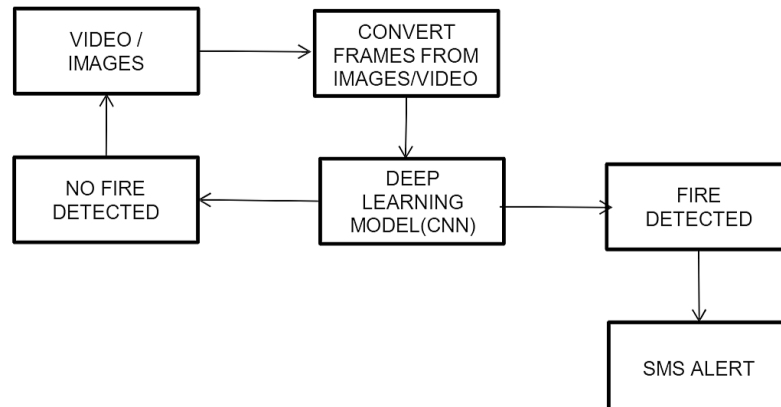 VIDEO /
IMAGES
CONVERT
FRAMES FROM
IMAGES/VIDEO
NO FIRE
DETECTED
DEEP
LEARNING
MODEL(CNN)
FIRE
DETECTED
SMS ALERT